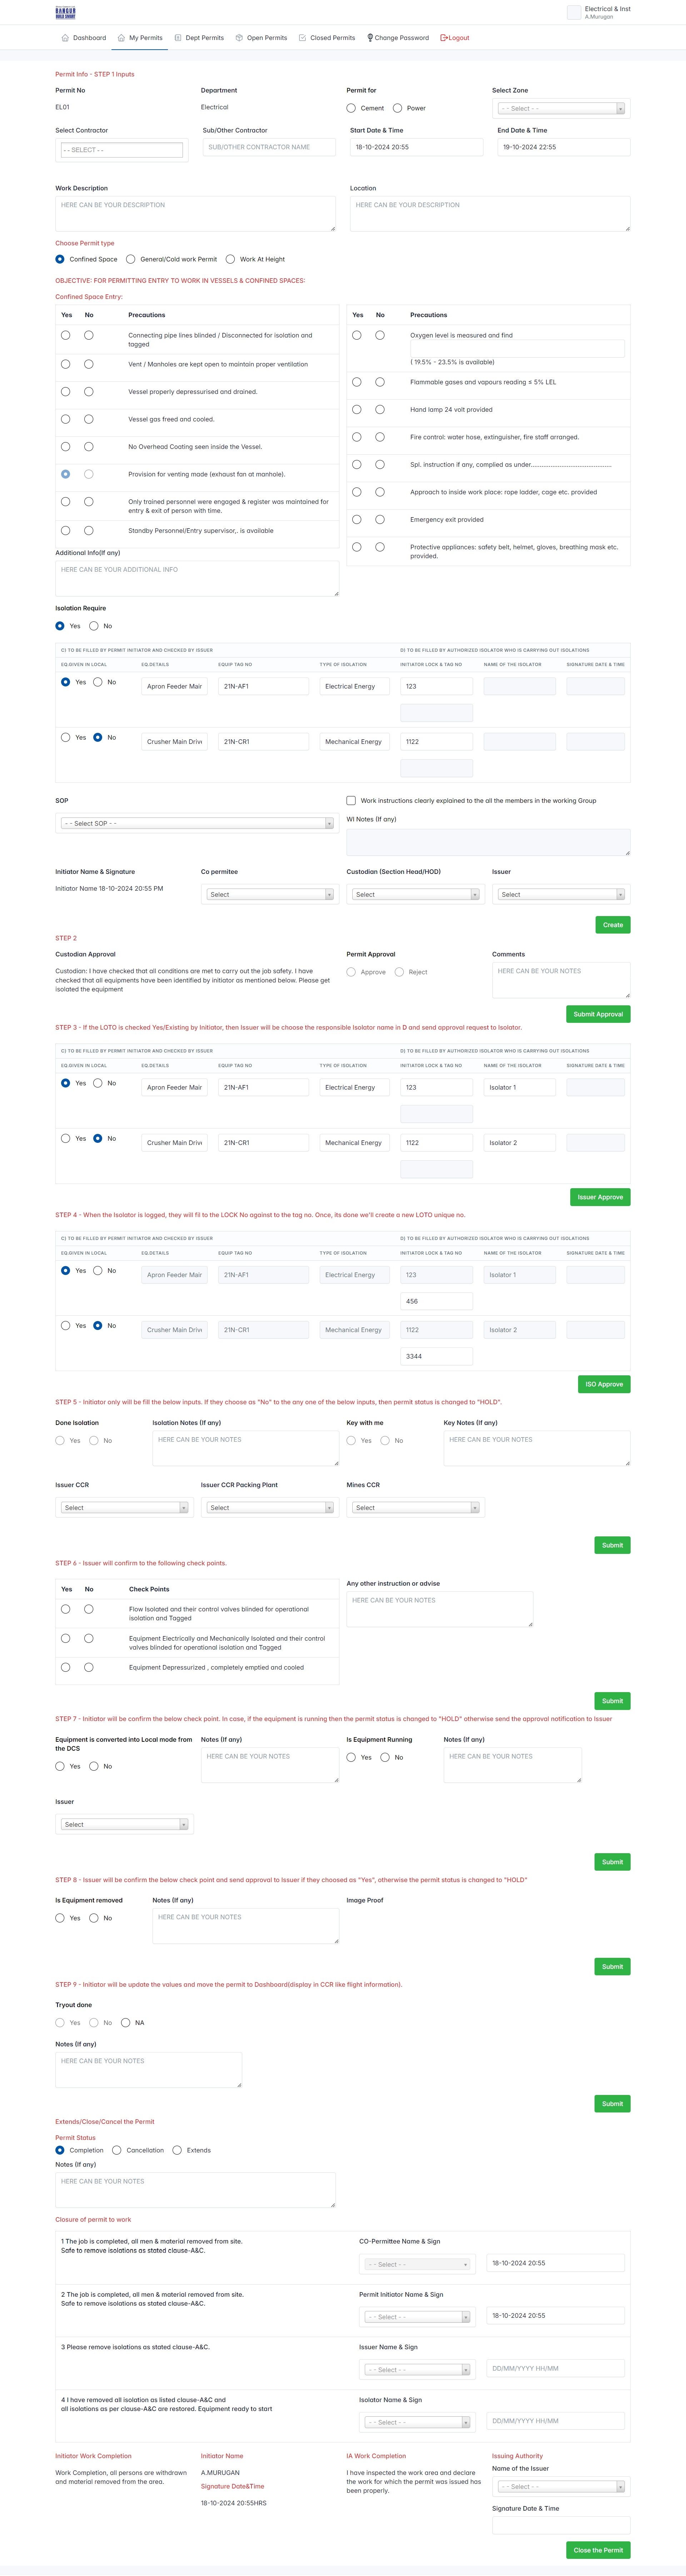 BANGUR
WORLD SCHOOL
Electrical & Inst
A.Murugan
Dashboard
My Permits
Dept Permits
Open Permits
Closed Permits
Change Password
Logout
Permit Info - STEP 1 Inputs
Permit No
Department
Permit for
Select Zone
EL01
Electrical
Cement
Power
- - Select - -
Select Contractor
Sub/Other Contractor
Start Date & Time
End Date & Time
- - SELECT - -
SUB/OTHER CONTRACTOR NAME
18-10-2024 20:55
19-10-2024 22:55
Work Description
Location
HERE CAN BE YOUR DESCRIPTION
HERE CAN BE YOUR DESCRIPTION
Choose Permit type
Confined Space
General/Cold work Permit
Work At Height
OBJECTIVE: FOR PERMITTING ENTRY TO WORK IN VESSELS & CONFINED SPACES:
Confined Space Entry:
Yes No Precautions
Connecting pipe lines blinded / Disconnected for isolation and
tagged
Vent / Manholes are kept open to maintain proper ventilation
Vessel properly depressurised and drained.
Vessel gas freed and cooled.
No Overhead Coating seen inside the Vessel.
Provision for venting made (exhaust fan at manhole).
Only trained personnel were engaged & register was maintained for
entry & exit of person with time.
Standby Personnel/Entry supervisor,. is available
Yes No Precautions
Oxygen level is measured and find
( 19.5% - 23.5% is available)
Flammable gases and vapours reading ≤ 5% LEL
Hand lamp 24 volt provided
Fire control: water hose, extinguisher, fire staff arranged.
Spl. instruction if any, complied as under.............................................
Approach to inside work place: rope ladder, cage etc. provided
Emergency exit provided
Protective appliances: safety belt, helmet, gloves, breathing mask etc.
provided.
Additional Info(If any)
HERE CAN BE YOUR ADDITIONAL INFO
Isolation Require
Yes
No
C) TO BE FILLED BY PERMIT INITIATOR AND CHECKED BY ISSUER
D) TO BE FILLED BY AUTHORIZED ISOLATOR WHO IS CARRYING OUT ISOLATIONS
EQ.GIVEN IN LOCAL EQ.DETAILS EQUIP TAG NO TYPE OF ISOLATION INITIATOR LOCK & TAG NO NAME OF THE ISOLATOR SIGNATURE DATE & TIME
Yes No Apron Feeder Mair 21N-AF1 Electrical Energy 123
Yes No Crusher Main Drive 21N-CR1 Mechanical Energy 1122
SOP
- - Select SOP - -
Work instructions clearly explained to the all the members in the working Group
WI Notes (If any)
Initiator Name & Signature
Co permitee
Custodian (Section Head/HOD)
Issuer
Initiator Name 18-10-2024 20:55 PM
Select
Select
Select
Create
STEP 2
Custodian Approval
Permit Approval
Comments
Custodian: I have checked that all conditions are met to carry out the job safety. I have
checked that all equipments have been identified by initiator as mentioned below. Please get
isolated the equipment
Approve
Reject
HERE CAN BE YOUR NOTES
Submit Approval
STEP 3 - If the LOTO is checked Yes/Existing by Initiator, then Issuer will be choose the responsible Isolator name in D and send approval request to Isolator.
C) TO BE FILLED BY PERMIT INITIATOR AND CHECKED BY ISSUER
D) TO BE FILLED BY AUTHORIZED ISOLATOR WHO IS CARRYING OUT ISOLATIONS
EQ.GIVEN IN LOCAL EQ.DETAILS EQUIP TAG NO TYPE OF ISOLATION INITIATOR LOCK & TAG NO NAME OF THE ISOLATOR SIGNATURE DATE & TIME
Yes No Apron Feeder Mair 21N-AF1 Electrical Energy 123 Isolator 1
Yes No Crusher Main Drive 21N-CR1 Mechanical Energy 1122 Isolator 2
Issuer Approve
STEP 4 - When the Isolator is logged, they will fil to the LOCK No against to the tag no. Once, its done we'll create a new LOTO unique no.
C) TO BE FILLED BY PERMIT INITIATOR AND CHECKED BY ISSUER
D) TO BE FILLED BY AUTHORIZED ISOLATOR WHO IS CARRYING OUT ISOLATIONS
EQ.GIVEN IN LOCAL EQ.DETAILS EQUIP TAG NO TYPE OF ISOLATION INITIATOR LOCK & TAG NO NAME OF THE ISOLATOR SIGNATURE DATE & TIME
Yes No Apron Feeder Mair 21N-AF1 Electrical Energy 123 Isolator 1
456
Yes No Crusher Main Drive 21N-CR1 Mechanical Energy 1122 Isolator 2
3344
ISO Approve
STEP 5 - Initiator only will be fill the below inputs. If they choose as "No" to the any one of the below inputs, then permit status is changed to "HOLD".
Done Isolation
Isolation Notes (If any)
Key with me
Key Notes (If any)
Yes
No
HERE CAN BE YOUR NOTES
Yes
No
HERE CAN BE YOUR NOTES
Issuer CCR
Issuer CCR Packing Plant
Mines CCR
Select
Select
Select
Submit
STEP 6 - Issuer will confirm to the following check points.
Yes No Check Points
Flow Isolated and their control valves blinded for operational
isolation and Tagged
Equipment Electrically and Mechanically Isolated and their control
valves blinded for operational isolation and Tagged
Equipment Depressurized , completely emptied and cooled
Any other instruction or advise
HERE CAN BE YOUR NOTES
Submit
STEP 7 - Initiator will be confirm the below check point. In case, if the equipment is running then the permit status is changed to "HOLD" otherwise send the approval notification to Issuer
Equipment is converted into Local mode from
the DCS
Notes (If any)
Is Equipment Running
Notes (If any)
Yes
No
HERE CAN BE YOUR NOTES
Yes
No
HERE CAN BE YOUR NOTES
Issuer
Select
Submit
STEP 8 - Issuer will be confirm the below check point and send approval to Issuer if they choosed as "Yes", otherwise the permit status is changed to "HOLD"
Is Equipment removed
Notes (If any)
Image Proof
Yes
No
HERE CAN BE YOUR NOTES
Submit
STEP 9 - Initiator will be update the values and move the permit to Dashboard(display in CCR like flight information).
Tryout done
Yes
No
NA
Notes (If any)
HERE CAN BE YOUR NOTES
Submit
Extends/Close/Cancel the Permit
Permit Status
Completion
Cancellation
Extends
Notes (If any)
HERE CAN BE YOUR NOTES
Closure of permit to work
1 The job is completed, all men & material removed from site.
Safe to remove isolations as stated clause-A&C.
CO-Permittee Name & Sign
- - Select - -
18-10-2024 20:55
2 The job is completed, all men & material removed from site.
Safe to remove isolations as stated clause-A&C.
Permit Initiator Name & Sign
- - Select - -
18-10-2024 20:55
3 Please remove isolations as stated clause-A&C.
Issuer Name & Sign
- - Select - -
DD/MM/YYYY HH/MM
4 I have removed all isolation as listed clause-A&C and
all isolations as per clause-A&C are restored. Equipment ready to start
Isolator Name & Sign
- - Select - -
DD/MM/YYYY HH/MM
Initiator Work Completion
Initiator Name
IA Work Completion
Issuing Authority
Work Completion, all persons are withdrawn
and material removed from the area.
A.MURUGAN
Signature Date&Time
18-10-2024 20:55HRS
I have inspected the work area and declare
the work for which the permit was issued has
been properly.
Name of the Issuer
- - Select - -
Signature Date & Time
Close the Permit